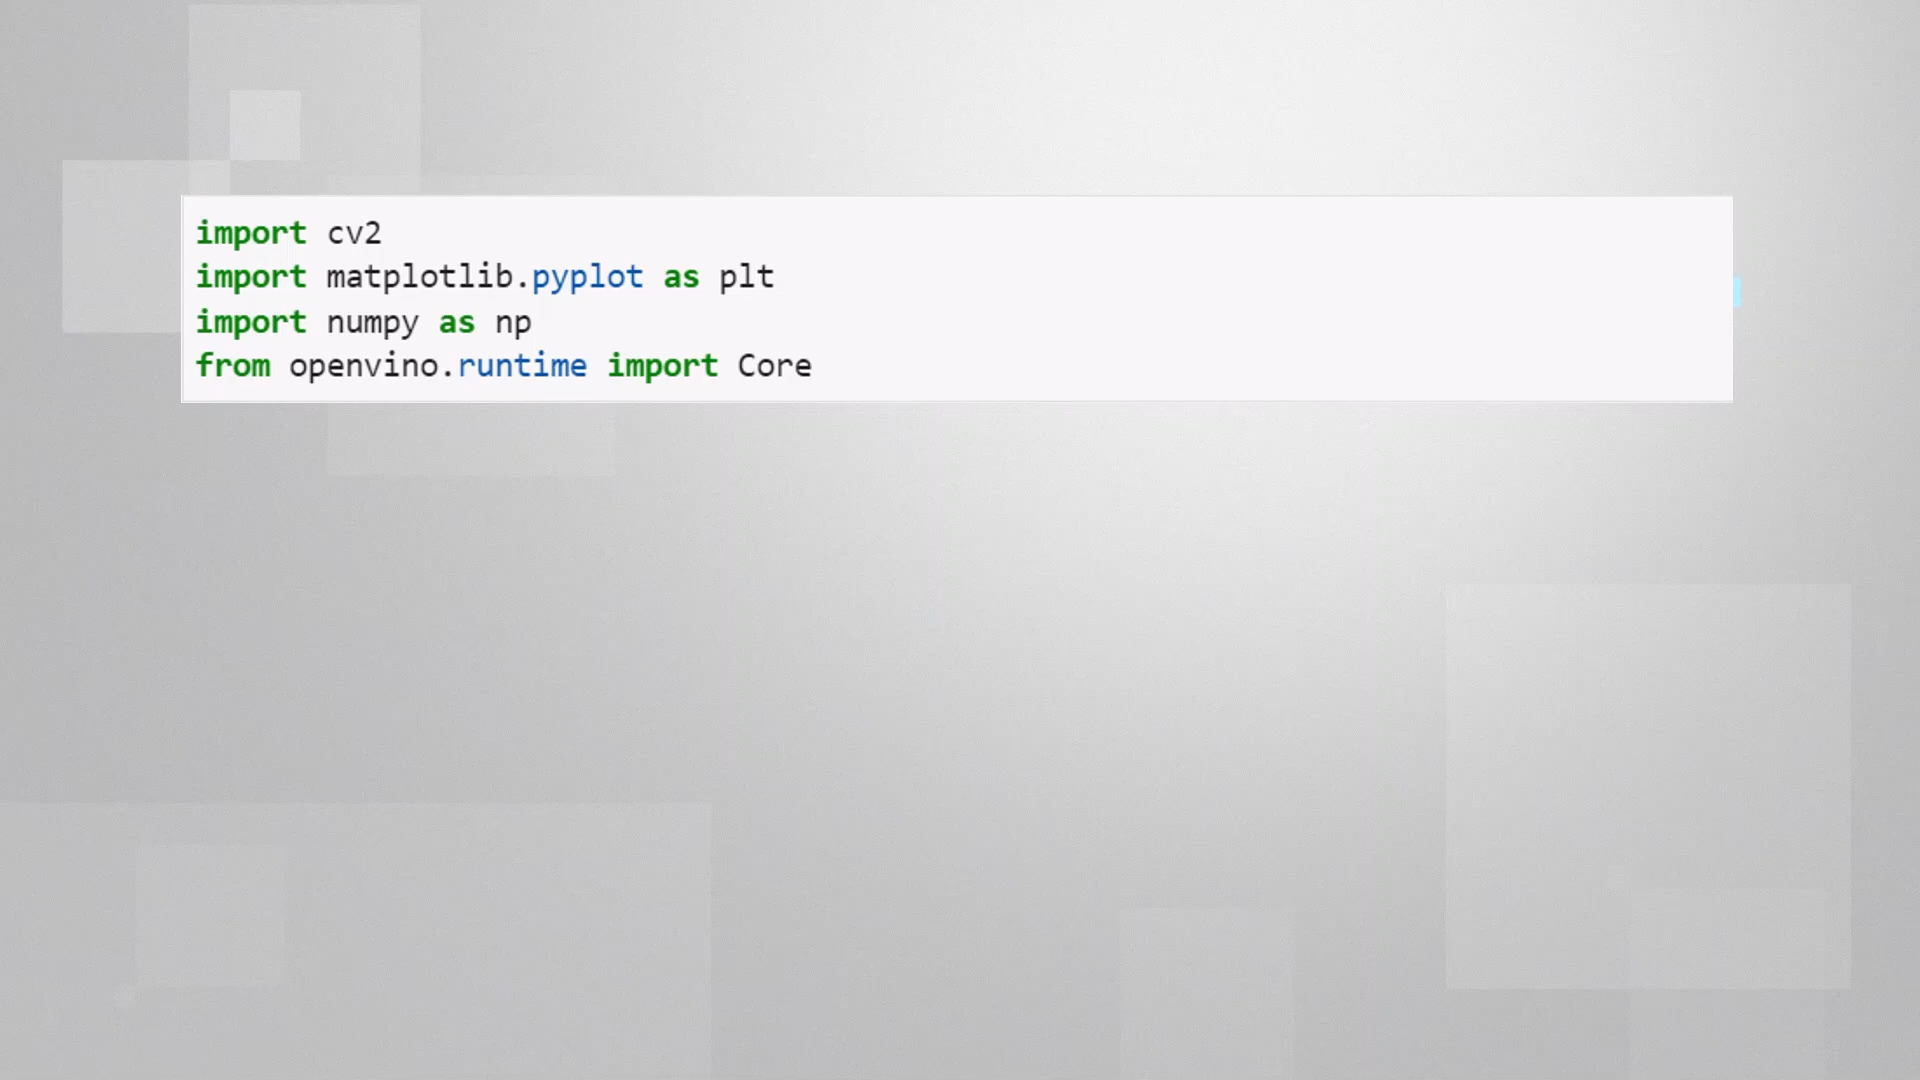 import cv2
import matplotlib.pyplot as plt
import numpy as np
from openvino.runtime import Core